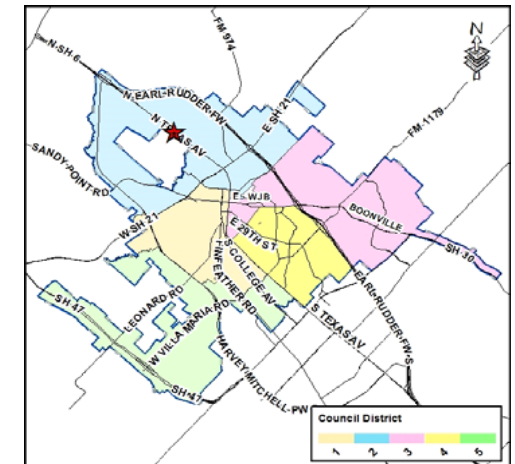 N
FM 974
N-SH-6
N-EARL-RUDDER-FW
E SH 21
N TEXAS AV
FM-1179
SANDY-POINT-RD
E WJB
BOONVILLE
W-SH 21
E 29TH ST
SH-30
S COLLEGE AV
FINFEATHER RD
LEONARD RD
EARL-RUDDER-FW-S
SH-47
W VILLA MARIA RD
S TEXAS AV
HARVEY-MITCHELL-PW
SH-47
Council District
1 2 3 4 5